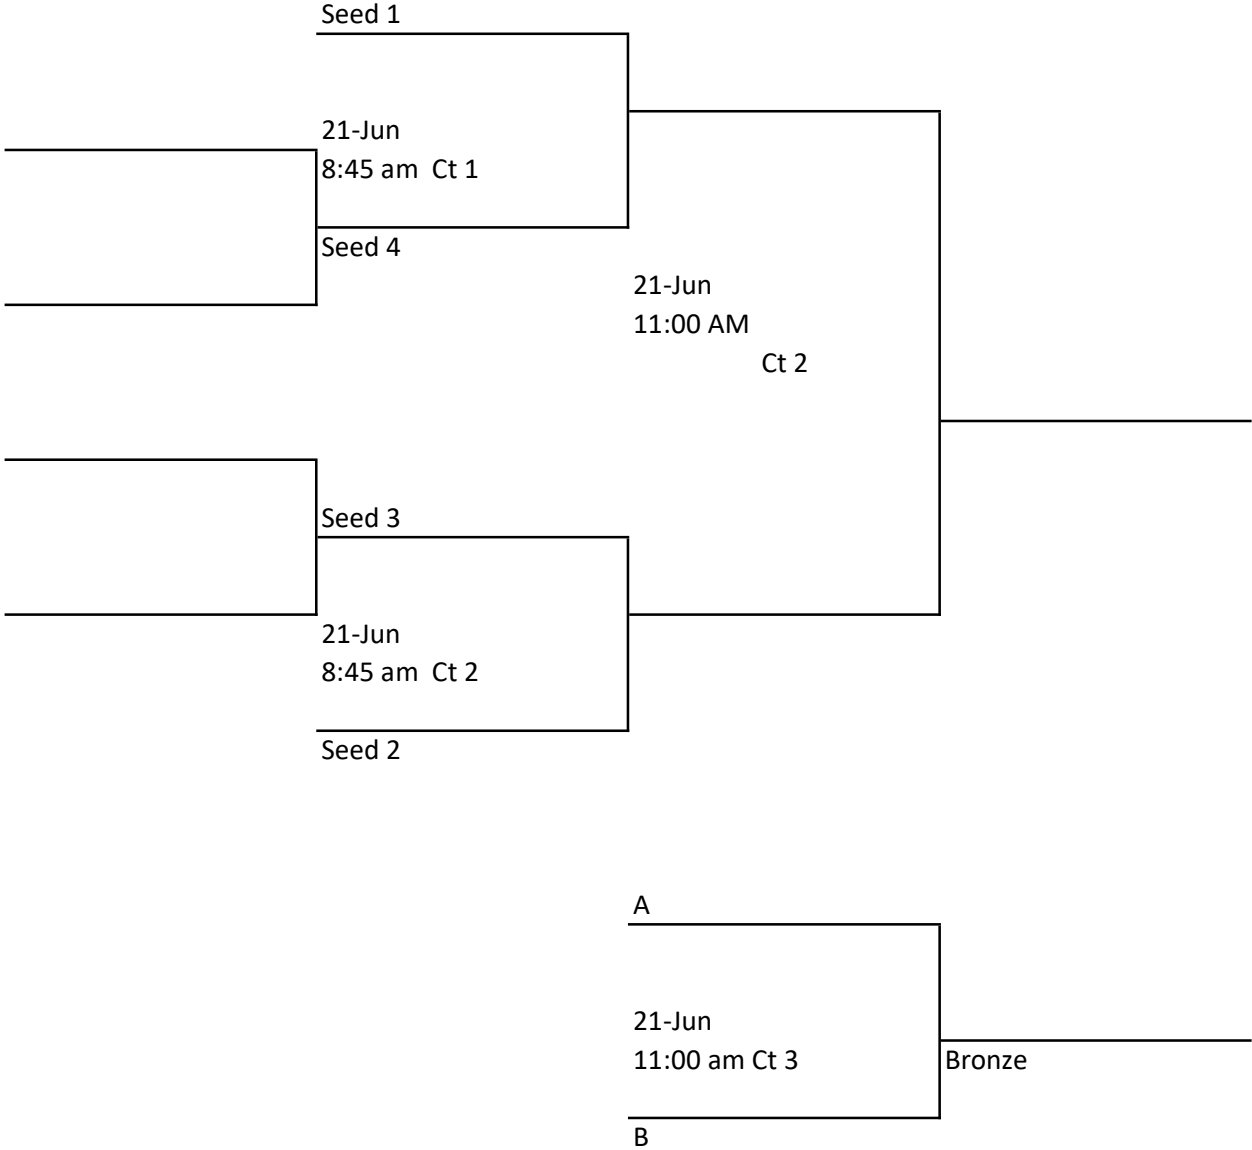 Seed 1
21-Jun
8:45 am  Ct 1
Seed 4
21-Jun
11:00 AM
Ct 2
Seed 3
21-Jun
8:45 am  Ct 2
Seed 2
A
21-Jun
11:00 am Ct 3
Bronze
B